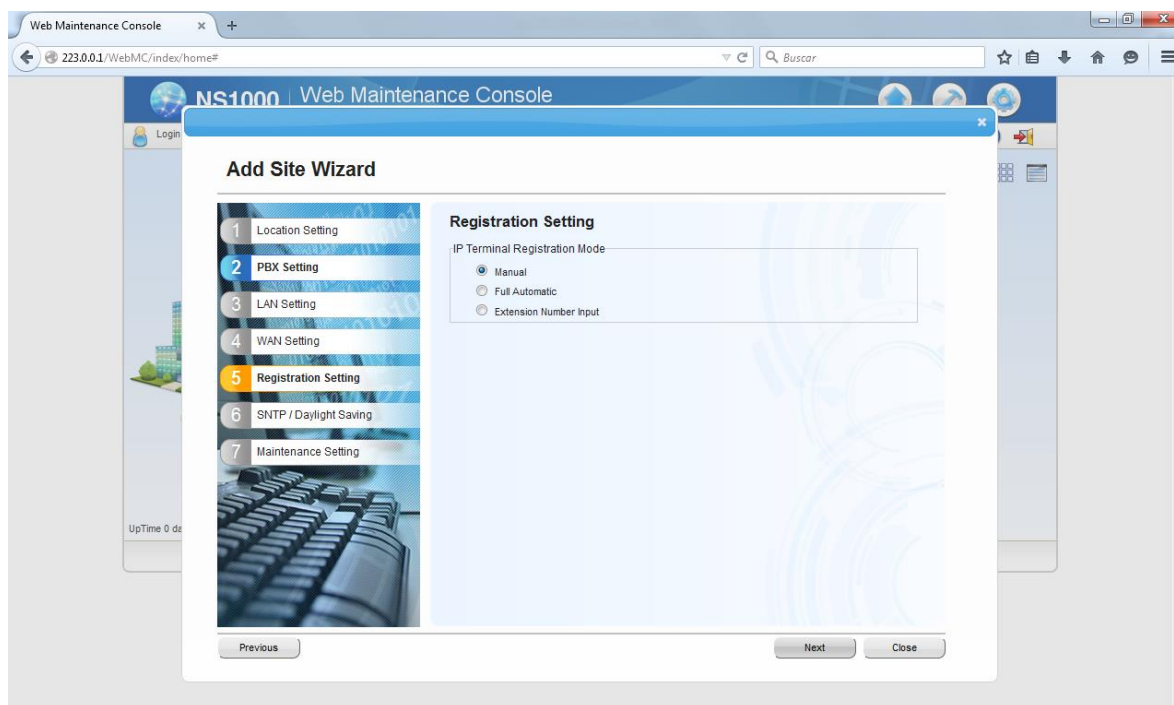 Web Maintenance Console
223.0.0.1/WebMC/index/home#
Buscar
NS1000 Web Maintenance Console
Login
Add Site Wizard
1 Location Setting
2 PBX Setting
3 LAN Setting
4 WAN Setting
5 Registration Setting
6 SNTP / Daylight Saving
7 Maintenance Setting
Registration Setting
IP Terminal Registration Mode
Manual
Full Automatic
Extension Number Input
UpTime 0 da
Previous
Next
Close